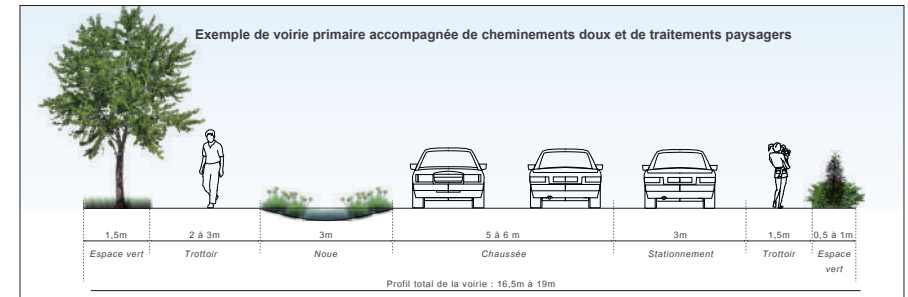 Exemple de voirie primaire accompagnée de cheminements doux et de traitements paysagers
1,5m 2 à 3m 3m 5 à 6 m 3m 1,5m 0,5 à 1m
Espace vert Trottoir Noue Chaussée Stationnement Trottoir Espace
vert
Profil total de la voirie : 16,5m à 19m